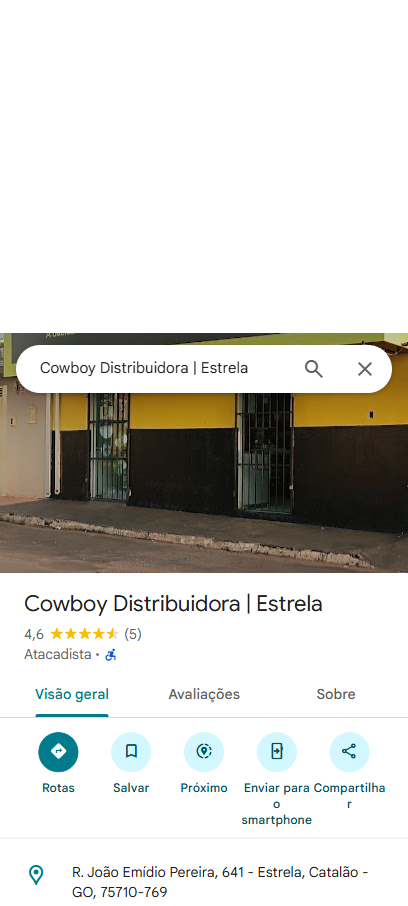 Cowboy Distribuidora | Estrela
Cowboy Distribuidora | Estrela
4,6 (5)
Atacadista ·
Visão geral Avaliações Sobre
Rotas Salvar Próximo Enviar para o smartphone Compartilhar
R. João Emídio Pereira, 641 - Estrela, Catalão -
GO, 75710-769